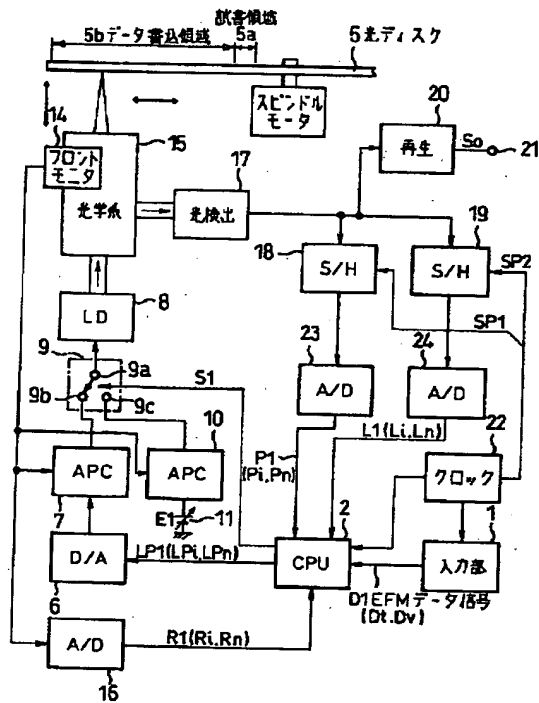 試書領域
5bデータ書込領域 5a
5光ディスク
スピンドル
モータ
14
15
フロント
モニタ
光学系
17
光検出
20
再生
So
21
18
S/H
19
S/H
SP2
SP1
LD
8
9
9a
9b
9c
S1
23
A/D
24
A/D
P1
(Pi,Pn)
L1(Li,Ln)
22
クロック
10
APC
7
APC
E1
11
2
CPU
1
入力部
D/A
6
LP1(LPi,LPn)
D1EFMデータ信号
(Dt,Dv)
A/D
16
R1(Ri,Rn)